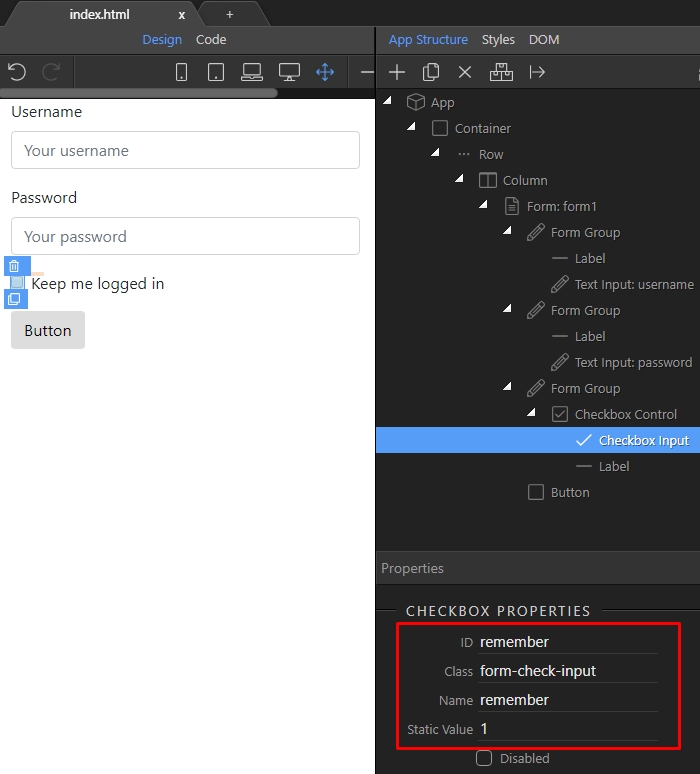 index.html x +
Design Code
App Structure Styles DOM
Username
Your username
Password
Your password
Keep me logged in
Button
App
Container
Row
Column
Form: form1
Form Group
Label
Text Input: username
Form Group
Label
Text Input: password
Form Group
Checkbox Control
Checkbox Input
Label
Button
Properties
CHECKBOX PROPERTIES
ID remember
Class form-check-input
Name remember
Static Value 1
Disabled